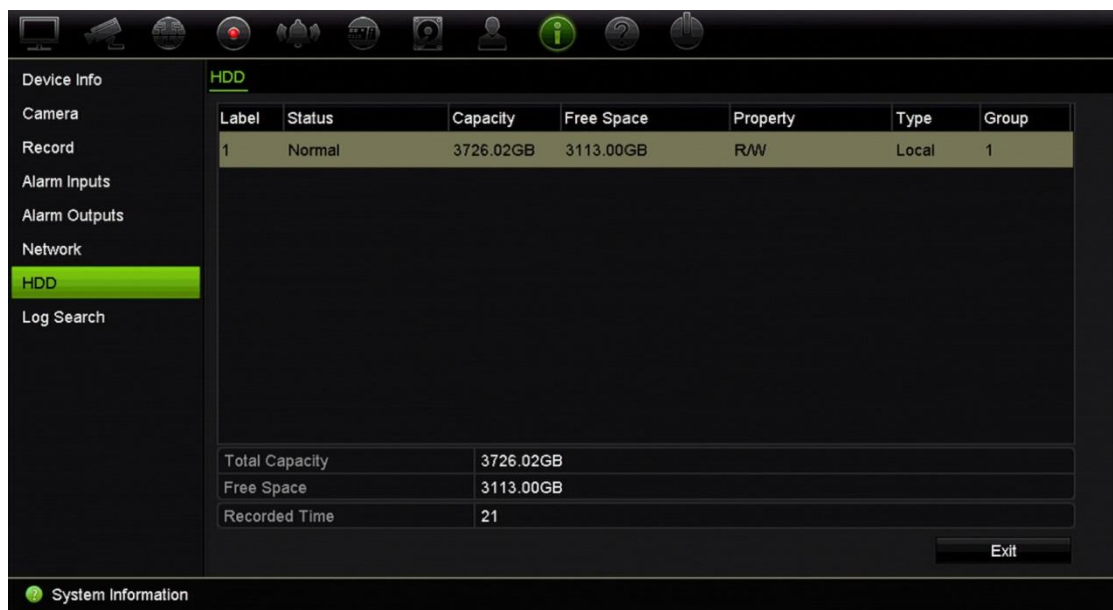 Device Info
Camera
Record
Alarm Inputs
Alarm Outputs
Network
HDD
Log Search
HDD
Label Status Capacity Free Space Property Type Group
1 Normal 3726.02GB 3113.00GB R/W Local 1
Total Capacity 3726.02GB
Free Space 3113.00GB
Recorded Time 21
Exit
System Information